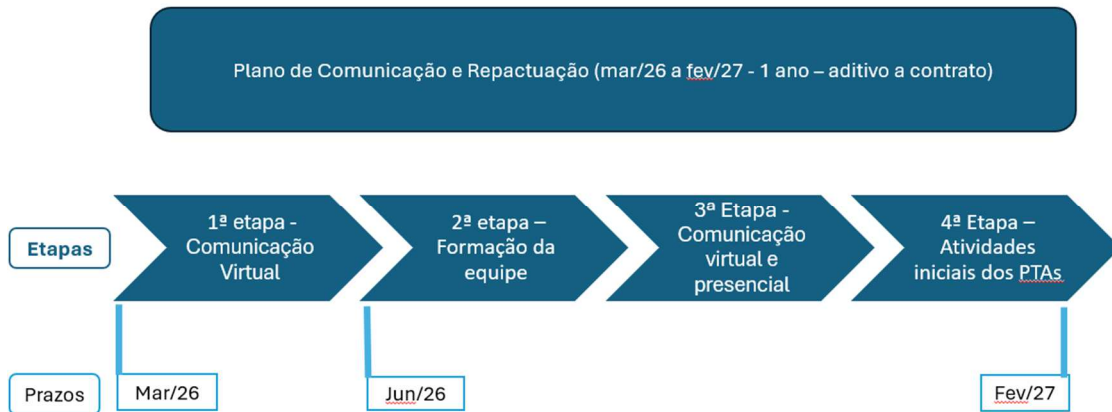 Plano de Comunicação e Repactuação (mar/26 a fev/27 - 1 ano – aditivo a contrato)
Etapas
1ª etapa -
Comunicação
Virtual
2ª etapa –
Formação da
equipe
3ª Etapa -
Comunicação
virtual e
presencial
4ª Etapa –
Atividades
iniciais dos PTAs
Prazos
Mar/26
Jun/26
Fev/27